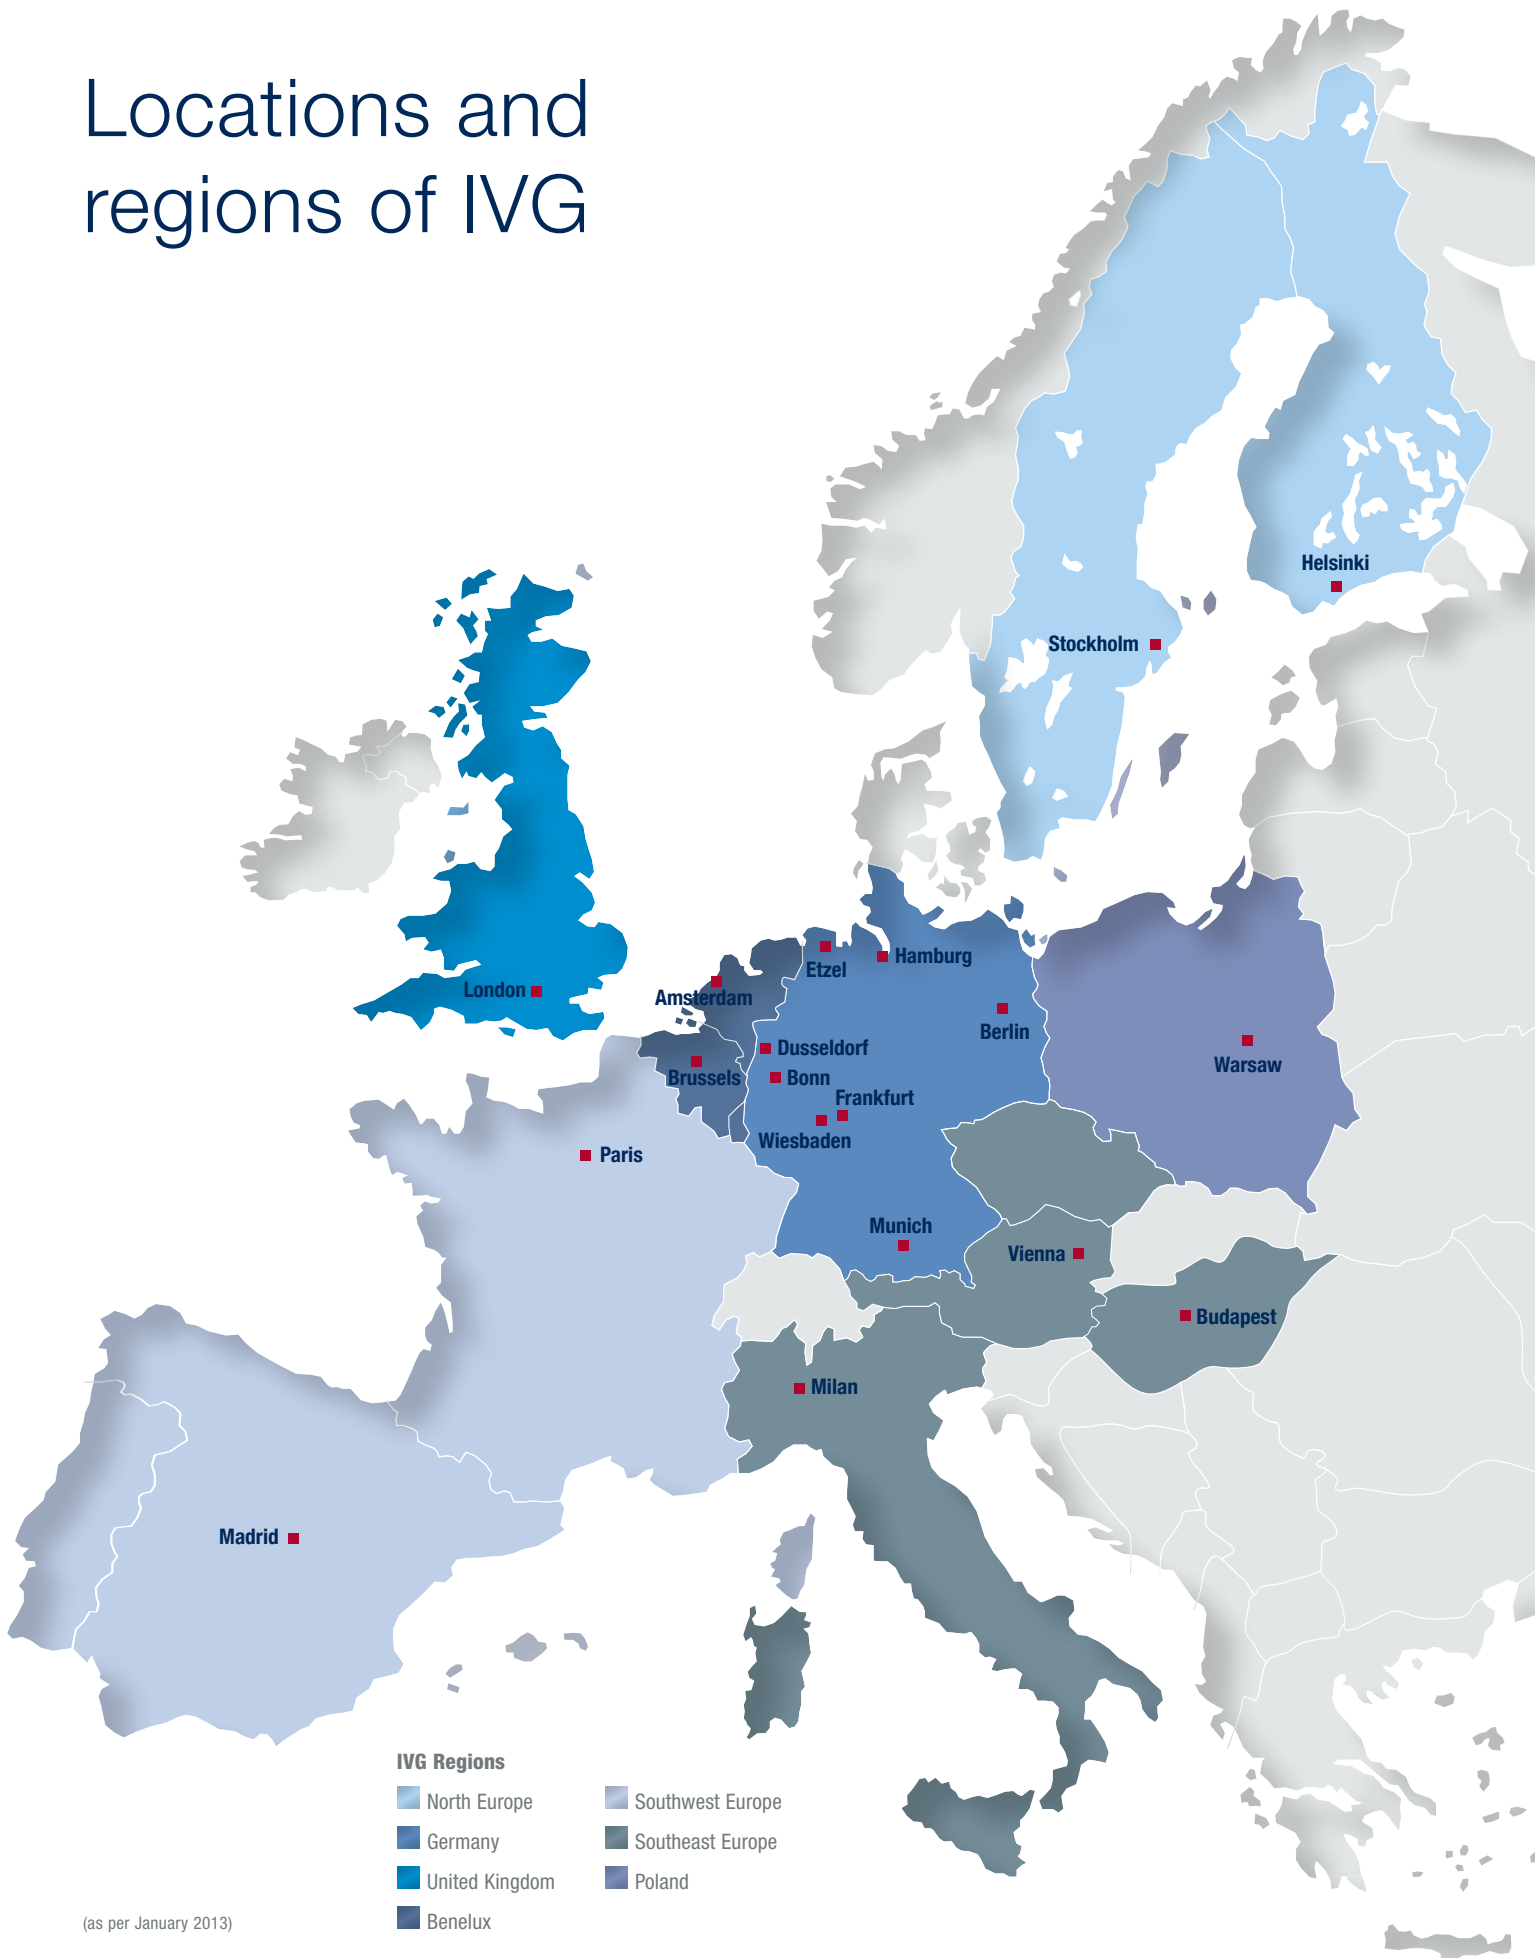 Locations and
regions of IVG
Helsinki
Stockholm
Hamburg
Etzel
London
Amsterdam
Berlin
Dusseldorf
Warsaw
Brussels
Bonn
Frankfurt
Wiesbaden
Paris
Munich
Vienna
Budapest
Milan
Madrid
IVG Regions
North Europe
Germany
United Kingdom
Benelux
Southwest Europe
Southeast Europe
Poland
(as per January 2013)